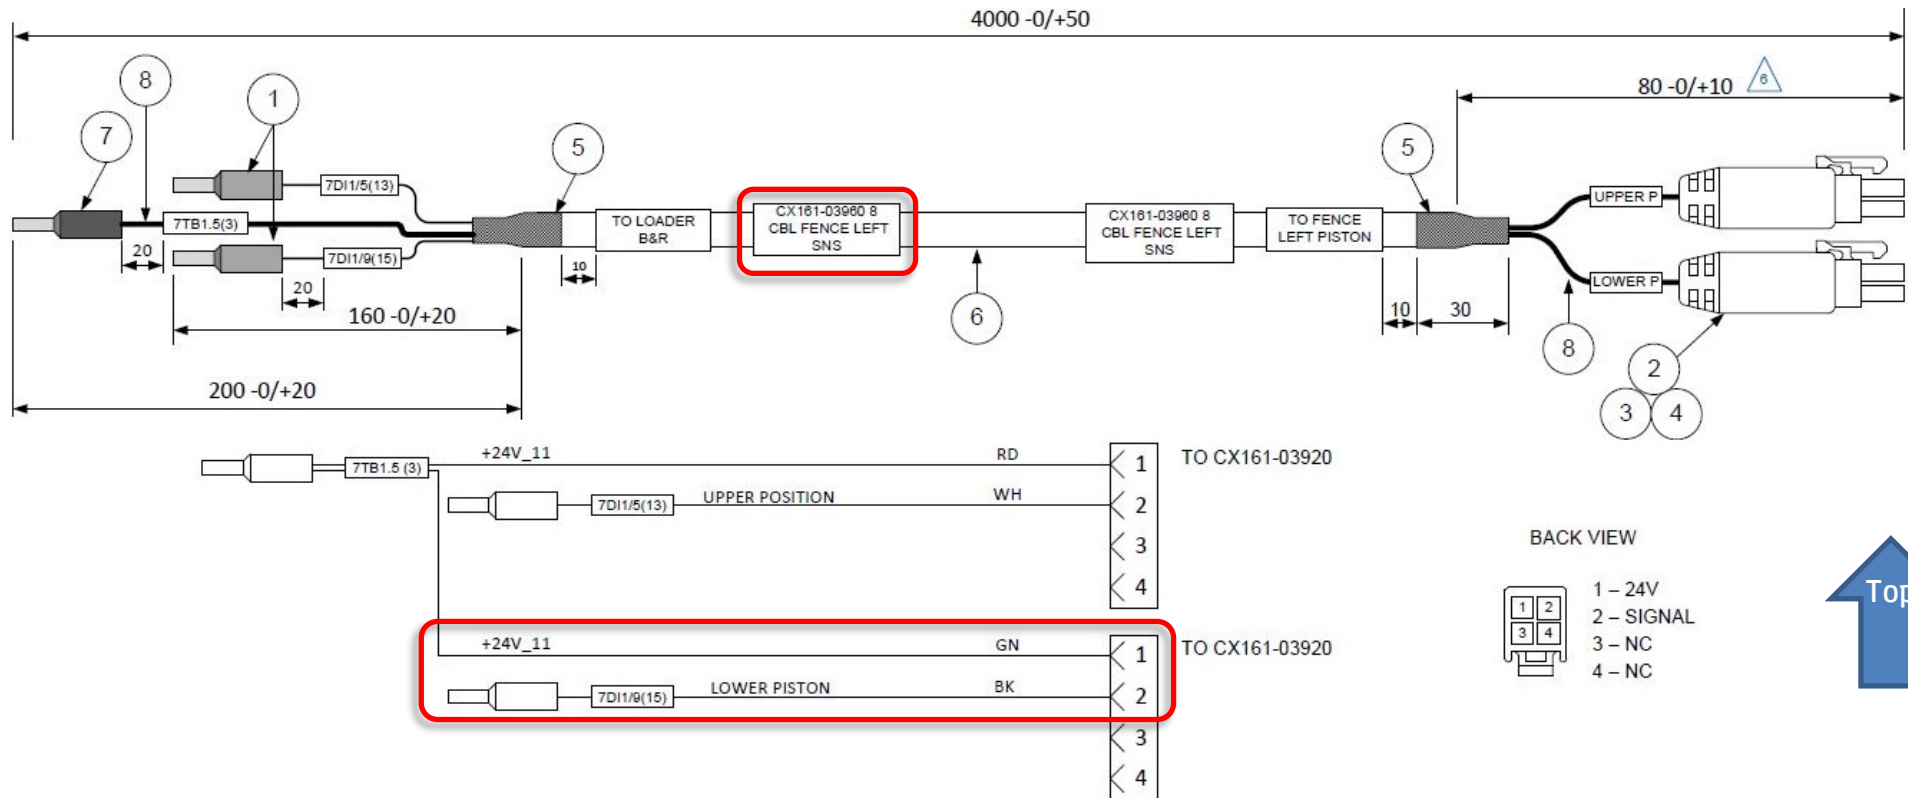 4000 -0/+50
80 -0/+10
6
8
1
7
5
5
7DI1/5(13)
7TB1.5(3)
7DI1/9(15)
TO LOADER
B&R
CX161-03960 8
CBL FENCE LEFT
SNS
CX161-03960 8
CBL FENCE LEFT
SNS
TO FENCE
LEFT PISTON
UPPER P
LOWER P
20
20
10
10
30
160 -0/+20
200 -0/+20
6
8
2
3
4
7TB1.5 (3)
+24V_11
RD
1
TO CX161-03920
7DI1/5(13)
UPPER POSITION
WH
2
3
4
+24V_11
GN
1
TO CX161-03920
7DI1/9(15)
LOWER PISTON
BK
2
3
4
BACK VIEW
1 2
3 4
1 – 24V
2 – SIGNAL
3 – NC
4 – NC